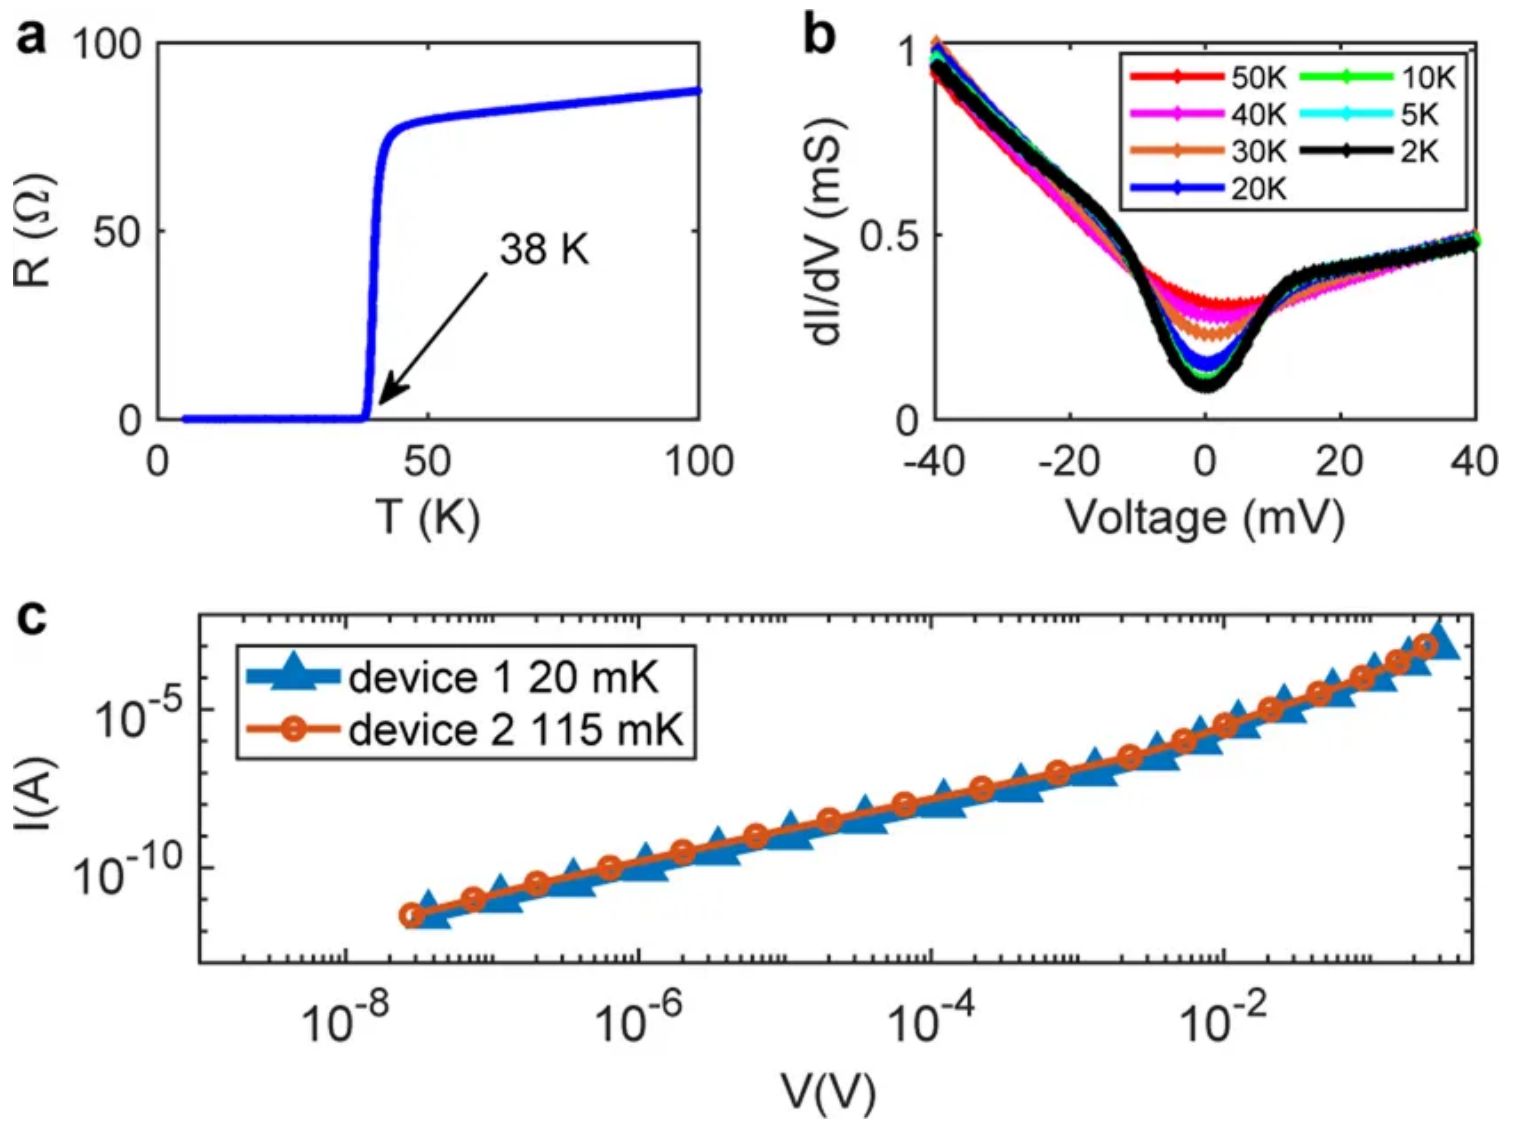 a
100
50
0
R (Ω)
38 K
0 50 100
T (K)
b
1
0.5
0
dI/dV (mS)
50K 10K
40K 5K
30K 2K
20K
-40 -20 0 20 40
Voltage (mV)
c
device 1 20 mK
device 2 115 mK
10-5
10-10
I(A)
10-8 10-6 10-4 10-2
V(V)